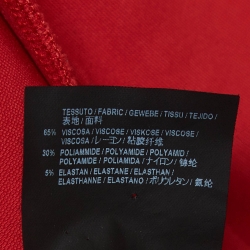 TESSUTO / FABRIC / GEWEBE / TISSU / TEJIDO /
表地 / 面料
65% VISCOSA / VISCOSE / VISKOSE / VISCOSE /
VISCOSA / レーヨン / 粘胶纤维
30% POLIAMMIDE / POLYAMIDE / POLYAMID /
POLYAMIDE / POLIAMIDA / ナイロン / 锦纶
5% ELASTAN / ELASTANE / ELASTHAN /
ELASTHANNE / ELASTANO / ポリウレタン / 氨纶